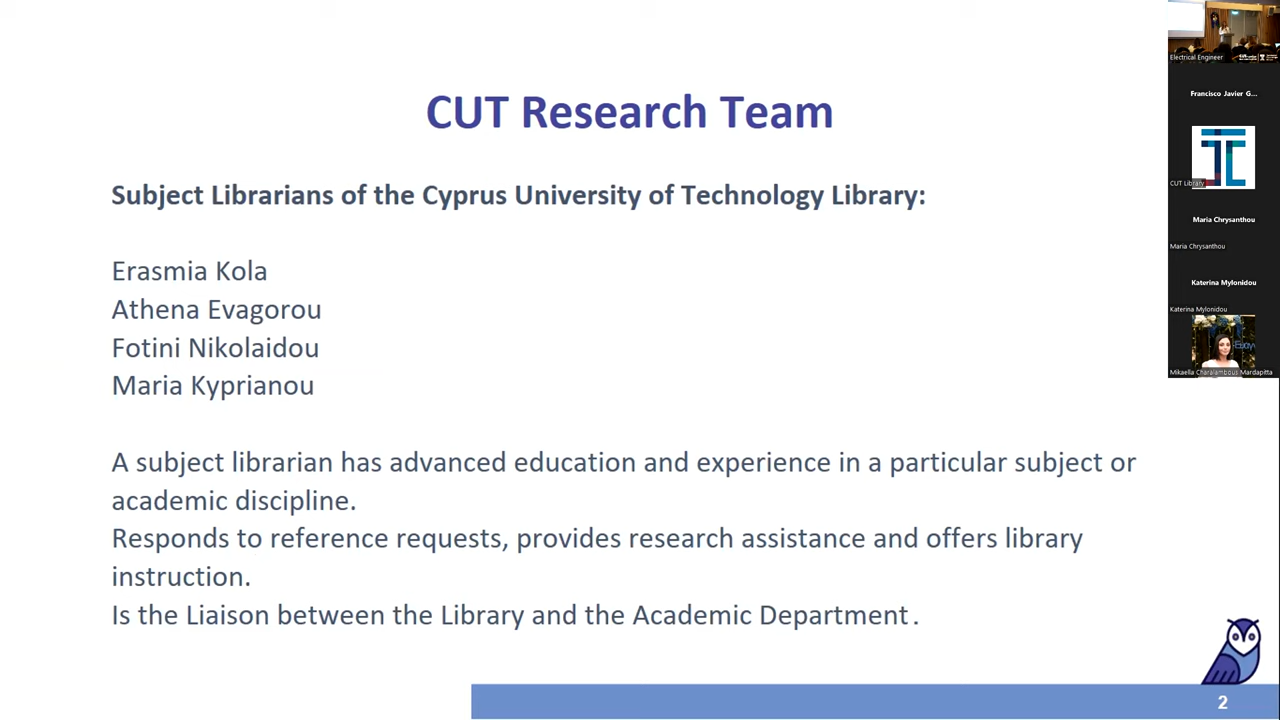 CUT Research Team
Subject Librarians of the Cyprus University of Technology Library:
Erasmia Kola
Athena Evagorou
Fotini Nikolaidou
Maria Kyprianou
A subject librarian has advanced education and experience in a particular subject or
academic discipline.
Responds to reference requests, provides research assistance and offers library
instruction.
Is the Liaison between the Library and the Academic Department.
2
Electrical Engineer
Francisco Javier G...
CUT Library
Maria Chrysanthou
Maria Chrysanthou
Katerina Mylonidou
Katerina Mylonidou
Mikaella Charalambous Mardapitta